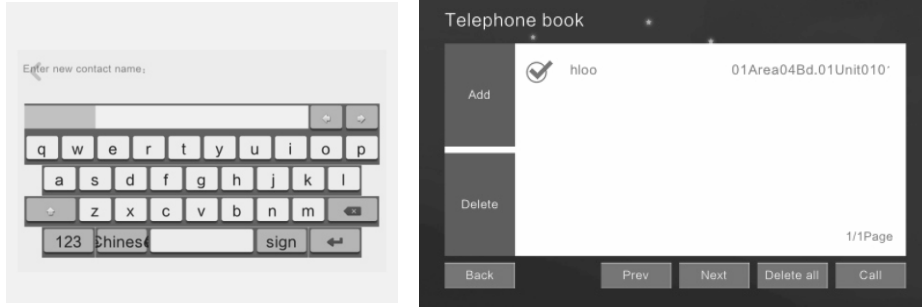 Enter new contact name:
q w e r t y u i o p
a s d f g h j k l
z x c v b n m
123 Chinese sign
Telephone book
Add
hloo 01Area04Bd.01Unit010
Delete
1/1Page
Back Prev Next Delete all Call